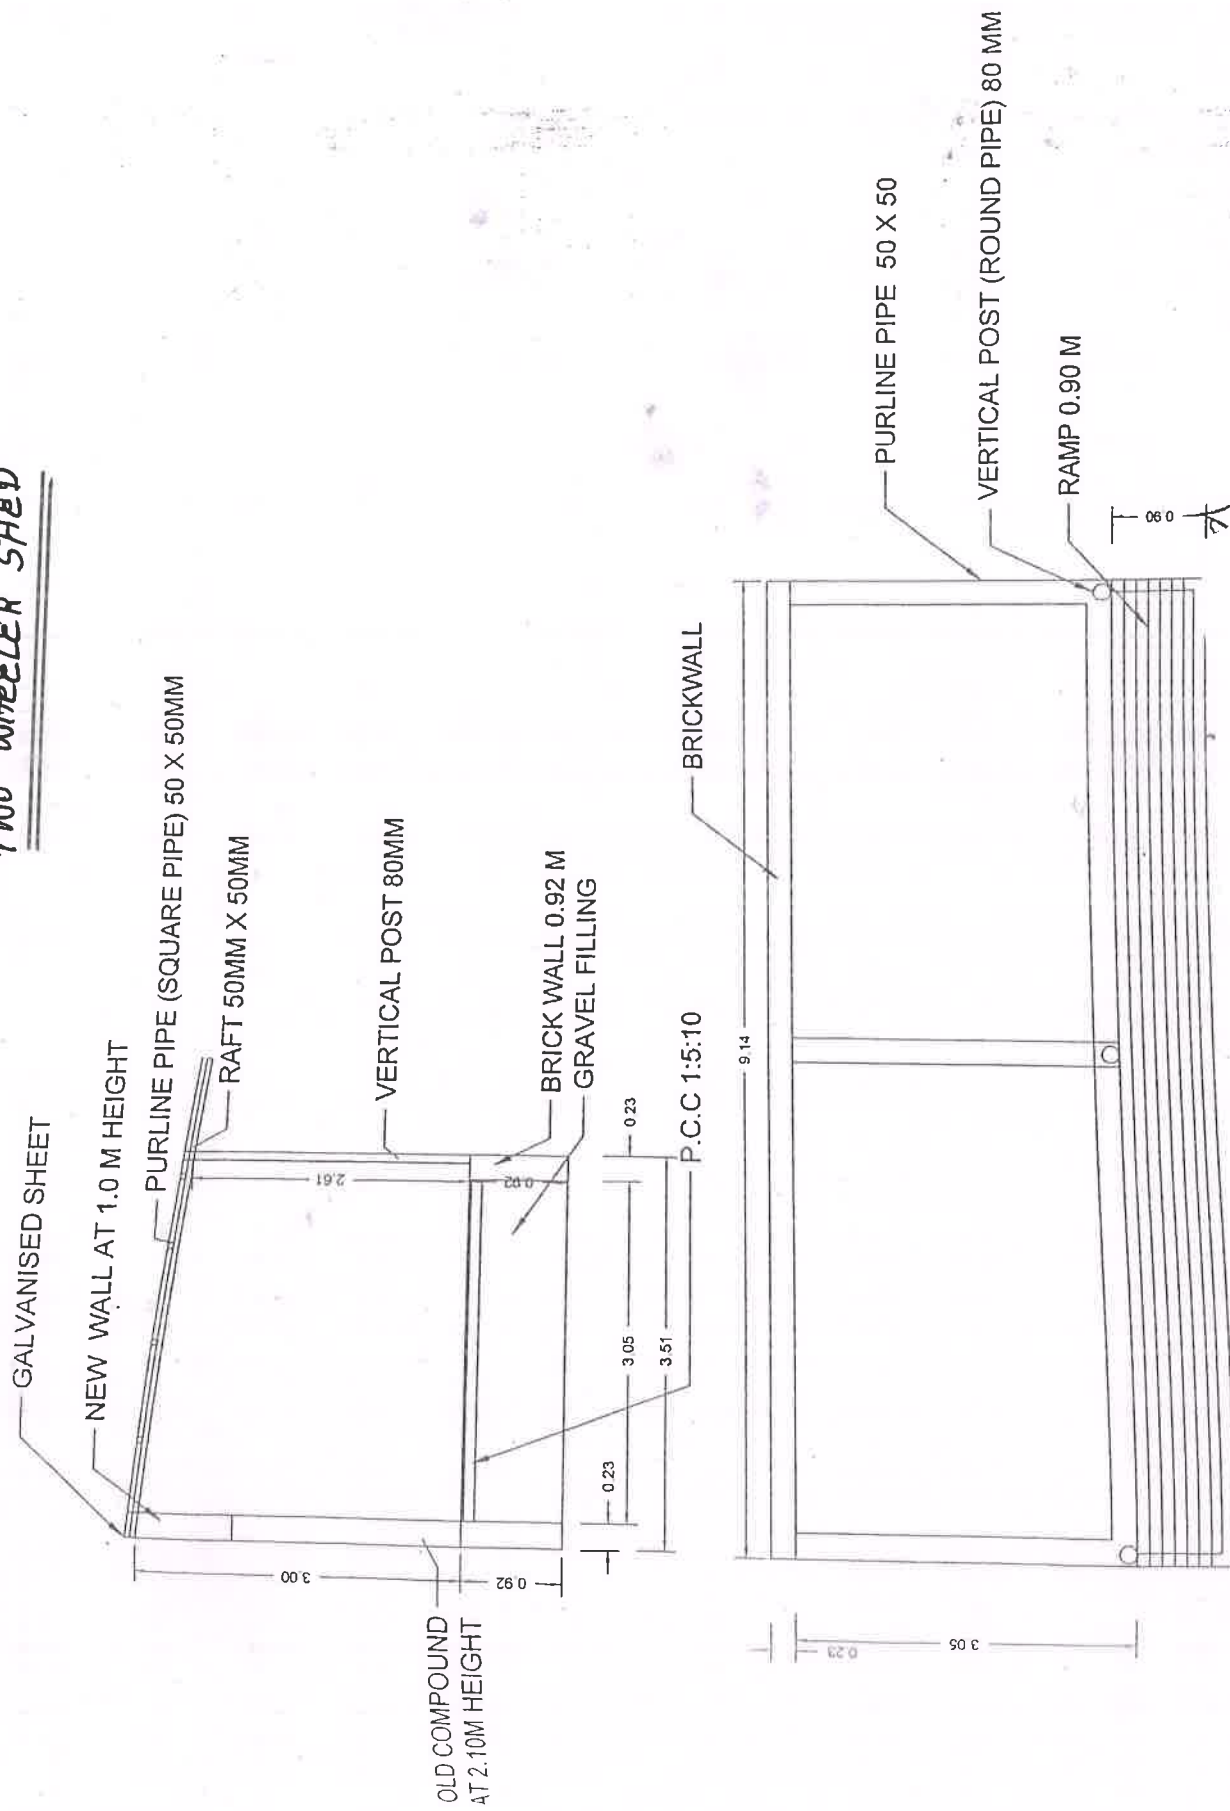 TWO WHEELER SHED
GALVANISED SHEET
NEW WALL AT 1.0 M HEIGHT
PURLINE PIPE (SQUARE PIPE) 50 X 50MM
RAFT 50MM X 50MM
VERTICAL POST 80MM
BRICK WALL 0.92 M
GRAVEL FILLING
P.C.C 1:5:10
OLD COMPOUND
AT 2.10M HEIGHT
3.00
0.92
2.61
0.92
0.23
3.05
3.51
0.23
BRICKWALL
9.14
PURLINE PIPE 50 X 50
VERTICAL POST (ROUND PIPE) 80 MM
RAMP 0.90 M
0.90
0.23
3.05